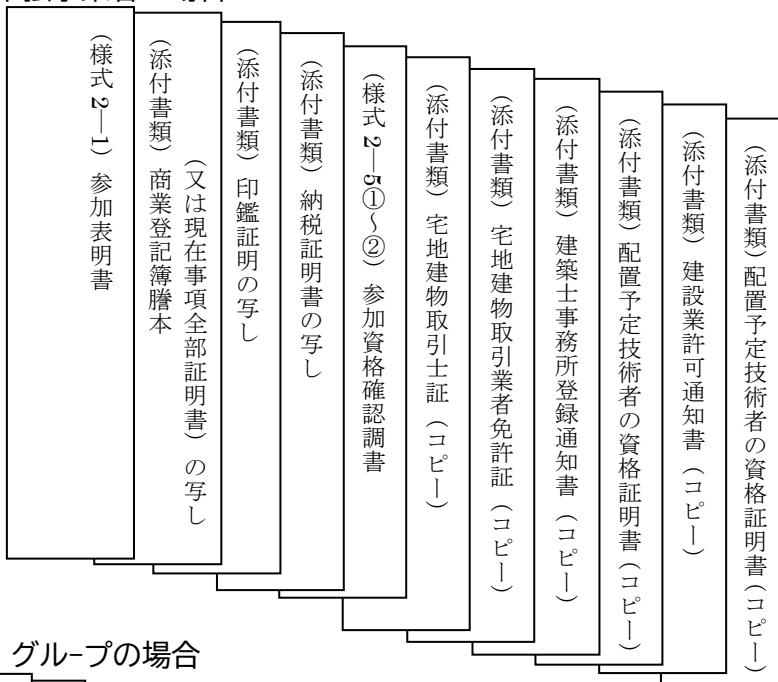 (様式 2―1) 参加表明書
(添付書類) 商業登記簿謄本
(又は現在事項全部証明書) の写し
(添付書類) 印鑑証明の写し
(添付書類) 納税証明書の写し
(様式 2―5①~②) 参加資格確認調書
(添付書類) 宅地建物取引士証 (コピー)
(添付書類) 宅地建物取引業者免許証 (コピー)
(添付書類) 建築士事務所登録通知書 (コピー)
(添付書類) 配置予定技術者の資格証明書 (コピー)
(添付書類) 建設業許可通知書 (コピー)
(添付書類) 配置予定技術者の資格証明書 (コピー)
グループの場合